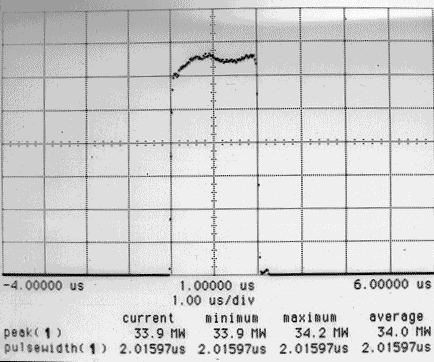 -4.00000 us 1.00000 us 6.00000 us
1.00 us/div
current minimum maximum average
peak(1) 33.9 MW 33.9 MW 34.2 MW 34.0 MW
pulsewidth(1) 2.01597us 2.01597us 2.01597us 2.01597us